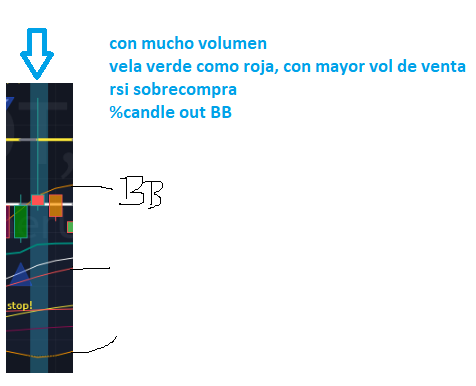 con mucho volumen
vela verde como roja, con mayor vol de venta
rsi sobrecompra
%candle out BB
BB
stop!